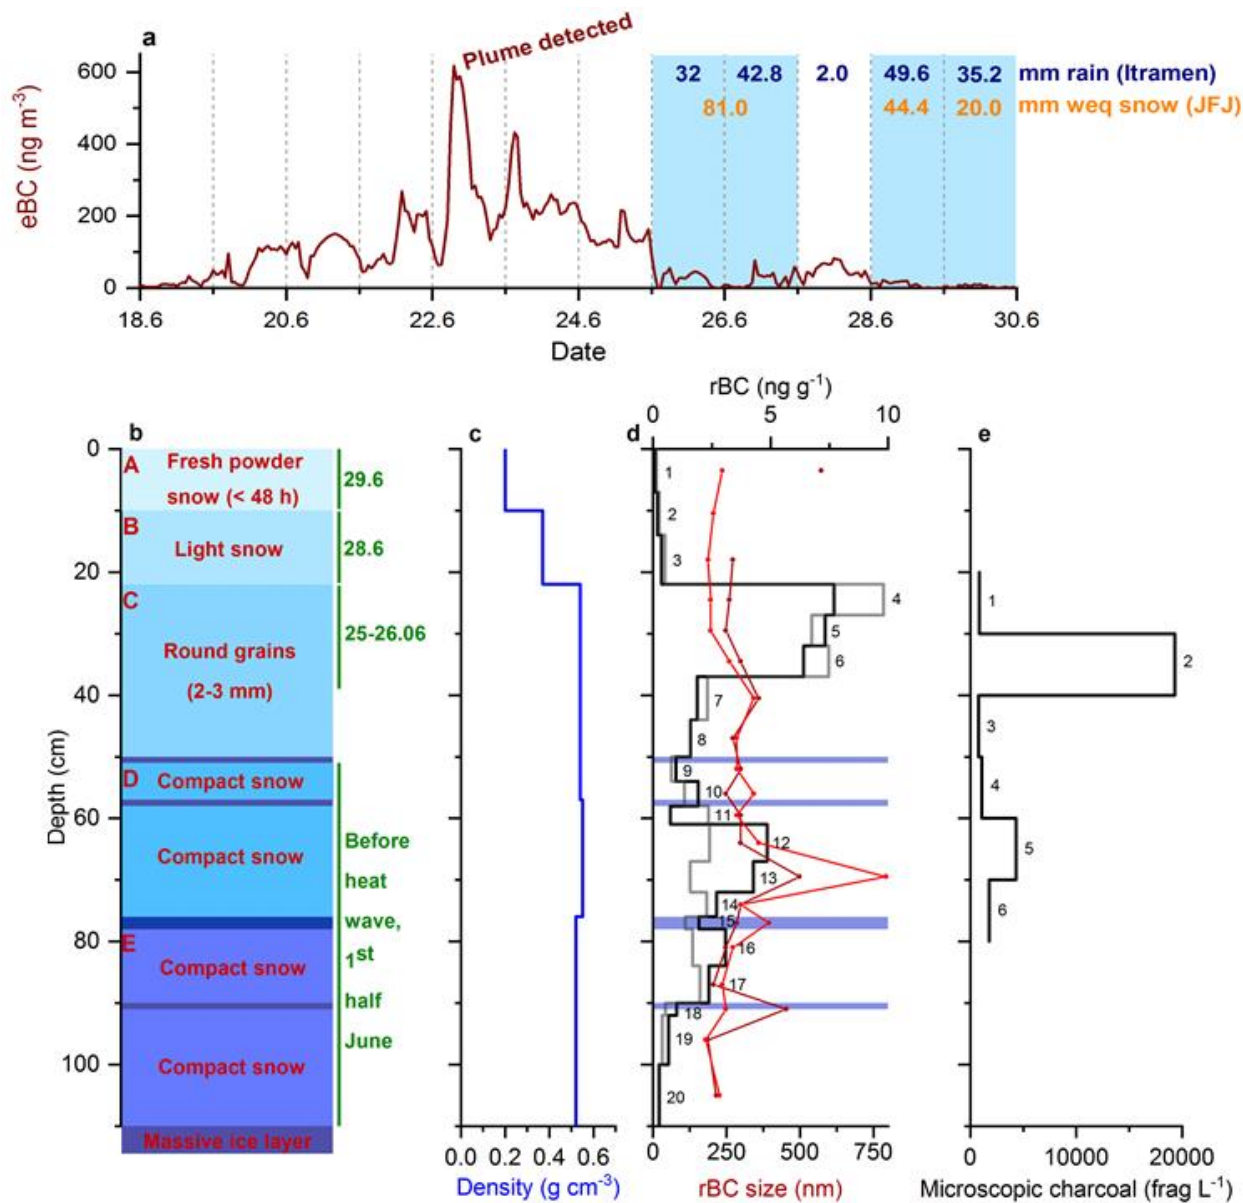 a
Plume detected
600
400
200
0
eBC (ng m⁻³)
32 42.8 2.0 49.6 35.2 mm rain (Itramen)
81.0 44.4 20.0 mm weq snow (JFJ)
18.6 20.6 22.6 24.6 26.6 28.6 30.6
Date
rBC (ng g⁻¹)
0 5 10
b c d e
0
20
40
60
80
100
Depth (cm)
A Fresh powder
snow (< 48 h)
29.6
B
Light snow
28.6
C
Round grains
(2-3 mm)
25-26.06
D Compact snow
Compact snow
E
Compact snow
Compact snow
Massive ice layer
Before
heat
wave,
1st
half
June
0.0 0.2 0.4 0.6
Density (g cm⁻³)
1
2
3
4
5
6
7
8
9
10
11
12
13
14
15
16
17
18
19
20
0 250 500 750
rBC size (nm)
1
2
3
4
5
6
0 10000 20000
Microscopic charcoal (frag L⁻¹)